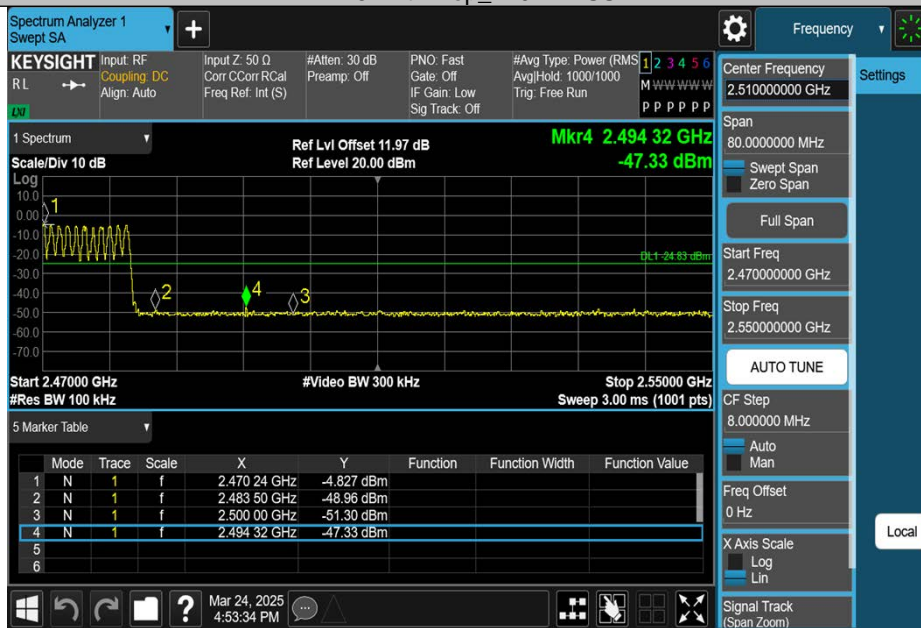 Spectrum Analyzer 1
Swept SA
+
Frequency
KEYSIGHT
RL
LXI
Input: RF
Coupling: DC
Align: Auto
Input Z: 50 Ω
Corr CCorr RCal
Freq Ref: Int (S)
#Atten: 30 dB
Preamp: Off
PNO: Fast
Gate: Off
IF Gain: Low
Sig Track: Off
#Avg Type: Power (RMS
Avg|Hold: 1000/1000
Trig: Free Run
1 2 3 4 5 6
M W W W W W
P P P P P P
1 Spectrum
Scale/Div 10 dB
Ref Lvl Offset 11.97 dB
Ref Level 20.00 dBm
Mkr4 2.494 32 GHz
-47.33 dBm
Log
10.0
0.00
-10.0
-20.0
-30.0
-40.0
-50.0
-60.0
-70.0
1
2
4
3
DL1 -24.83 dBm
Start 2.47000 GHz
#Res BW 100 kHz
#Video BW 300 kHz
Stop 2.55000 GHz
Sweep 3.00 ms (1001 pts)
5 Marker Table
Mode Trace Scale X Y Function Function Width Function Value
1 N 1 f 2.470 24 GHz -4.827 dBm
2 N 1 f 2.483 50 GHz -48.96 dBm
3 N 1 f 2.500 00 GHz -51.30 dBm
4 N 1 f 2.494 32 GHz -47.33 dBm
5
6
?
Mar 24, 2025
4:53:34 PM
Center Frequency
2.510000000 GHz
Span
80.0000000 MHz
Swept Span
Zero Span
Full Span
Start Freq
2.470000000 GHz
Stop Freq
2.550000000 GHz
AUTO TUNE
CF Step
8.000000 MHz
Auto
Man
Freq Offset
0 Hz
X Axis Scale
Log
Lin
Signal Track
(Span Zoom)
Settings
Local